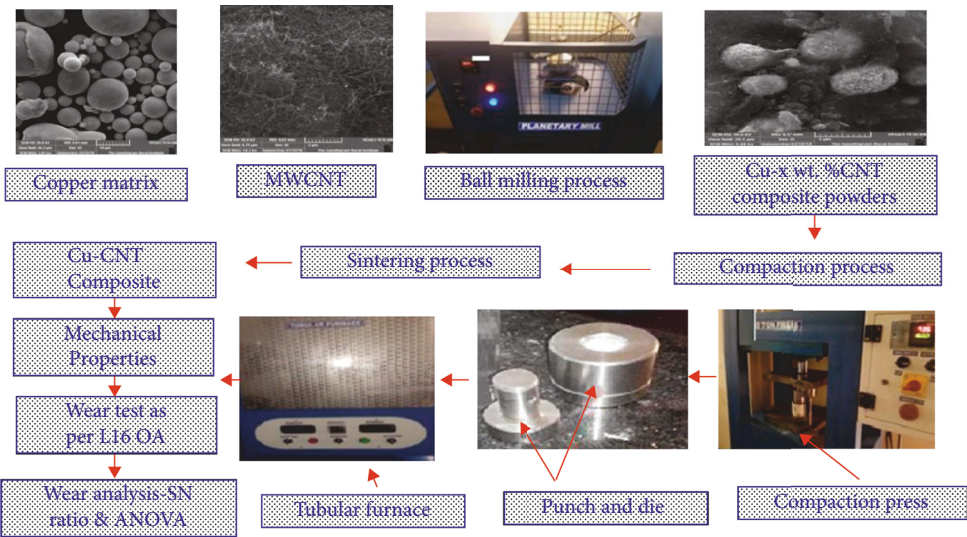 Copper matrix
MWCNT
PLANETARY MILL
Ball milling process
Cu-x wt. %CNT
composite powders
Compaction process
Sintering process
Cu-CNT
Composite
Mechanical
Properties
Wear test as
per L16 OA
Wear analysis-SN
ratio & ANOVA
TUBULAR FURNACE
Tubular furnace
Punch and die
Compaction press